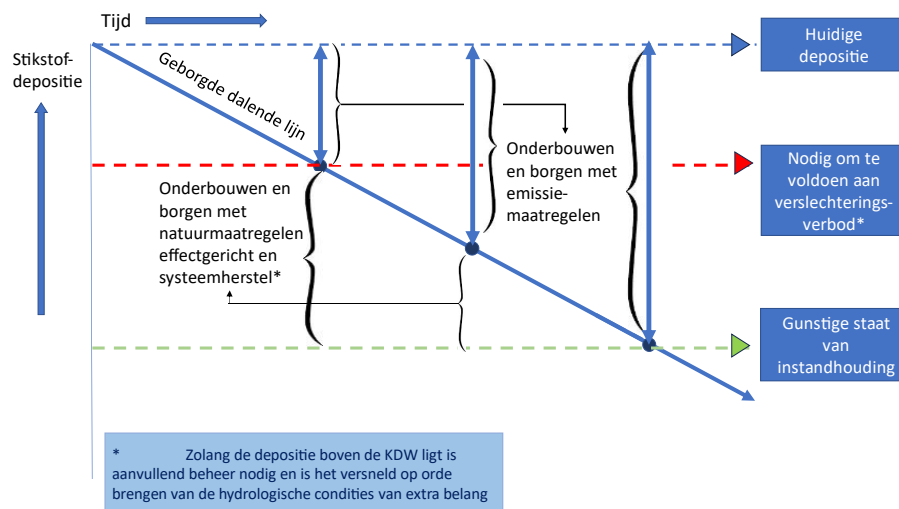 Tijd
Stikstof-
depositie
Geborgde dalende lijn
Huidige
depositie
Onderbouwen
en borgen met
emissie-
maatregelen
Nodig om te
voldoen aan
verslechterings-
verbod*
Onderbouwen en
borgen met
natuurmaatregelen
effectgericht en
systeemherstel*
Gunstige staat
van
instandhouding
* Zolang de depositie boven de KDW ligt is
aanvullend beheer nodig en is het versneld op orde
brengen van de hydrologische condities van extra belang